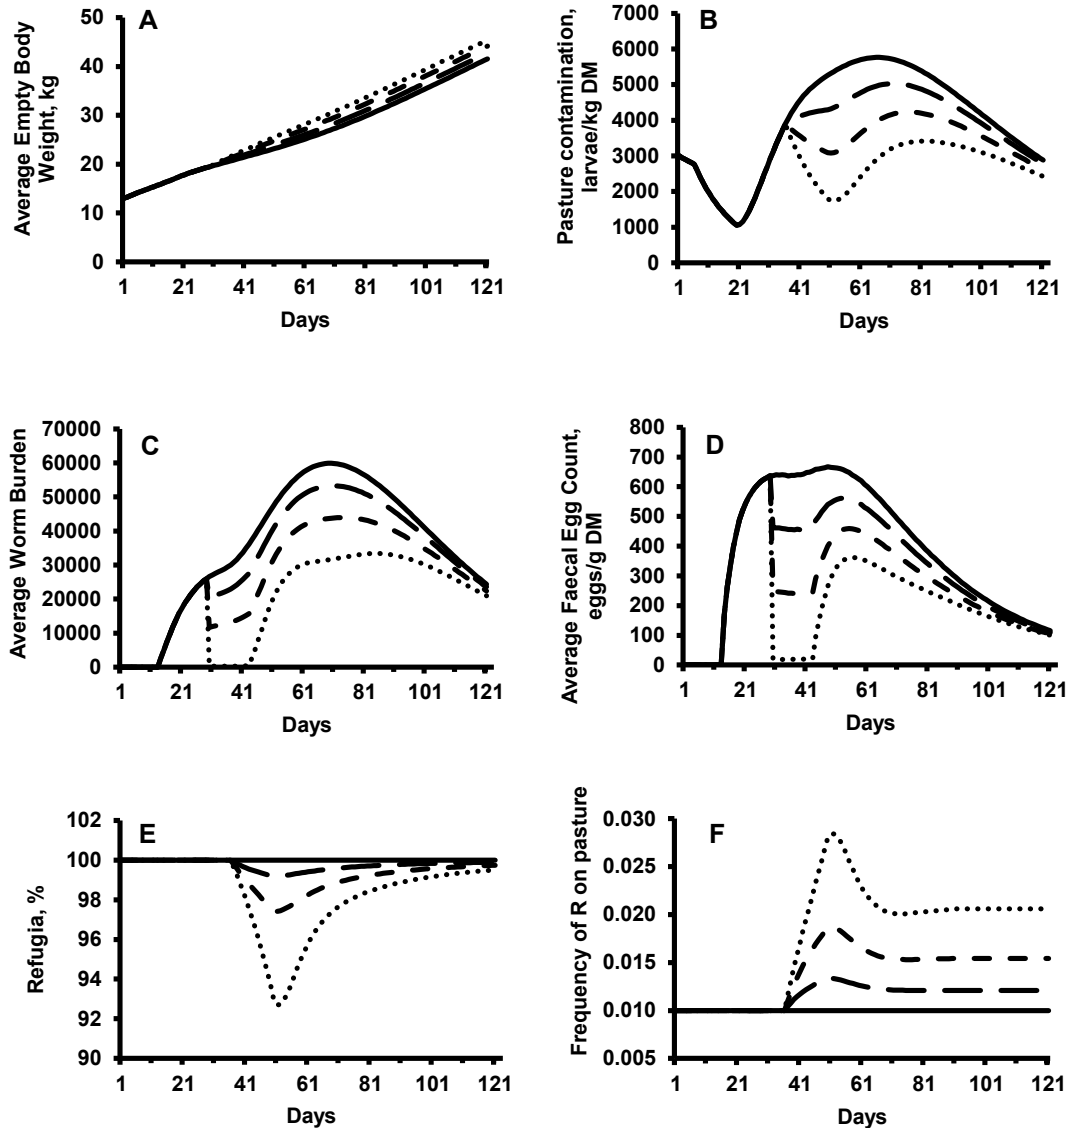 A
Average Empty Body
Weight, kg
50
40
30
20
10
0
1 21 41 61 81 101 121
Days
B
Pasture contamination,
larvae/kg DM
7000
6000
5000
4000
3000
2000
1000
0
1 21 41 61 81 101 121
Days
C
Average Worm Burden
70000
60000
50000
40000
30000
20000
10000
0
1 21 41 61 81 101 121
Days
D
Average Faecal Egg Count,
eggs/g DM
800
700
600
500
400
300
200
100
0
1 21 41 61 81 101 121
Days
E
Refugia, %
102
100
98
96
94
92
90
1 21 41 61 81 101 121
Days
F
Frequency of R on pasture
0.030
0.025
0.020
0.015
0.010
0.005
1 21 41 61 81 101 121
Days